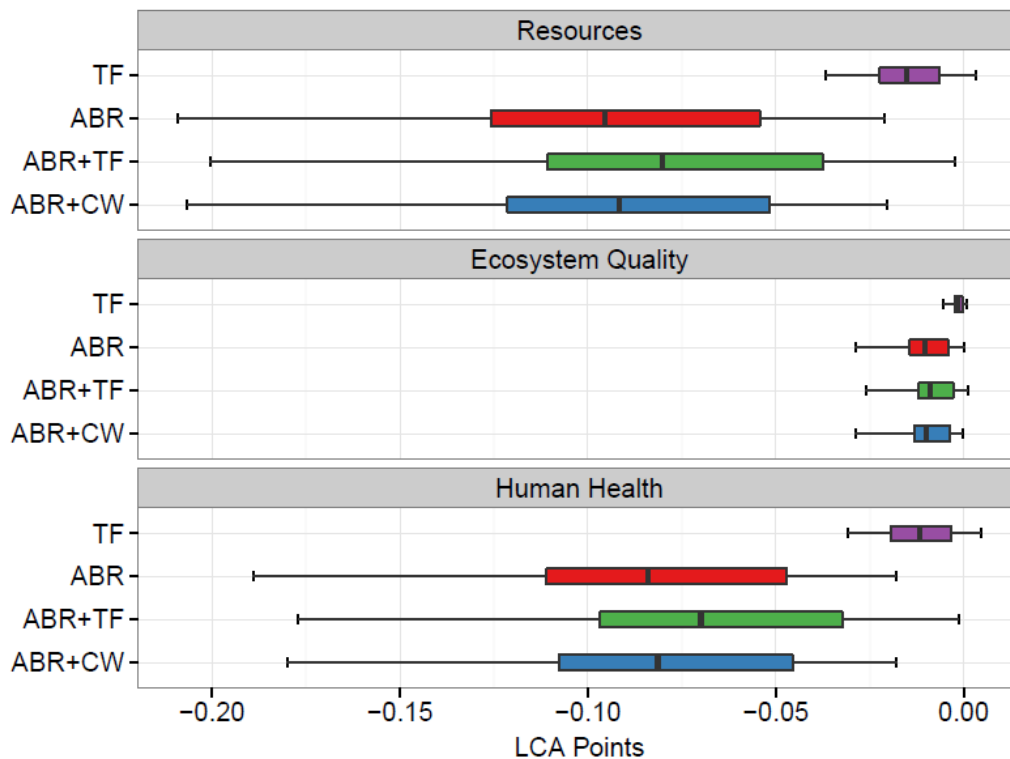 Resources
TF
ABR
ABR+TF
ABR+CW
Ecosystem Quality
TF
ABR
ABR+TF
ABR+CW
Human Health
TF
ABR
ABR+TF
ABR+CW
−0.20 −0.15 −0.10 −0.05 0.00
LCA Points